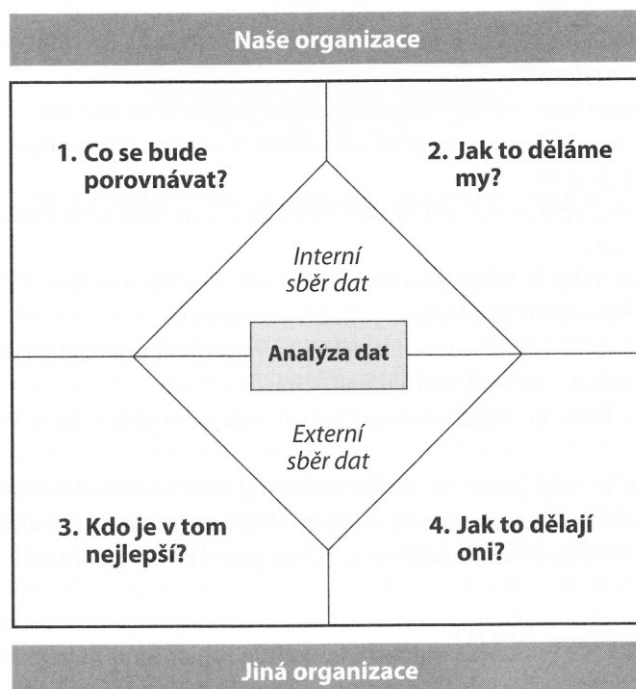 Naše organizace
1. Co se bude
porovnávat?
2. Jak to děláme
my?
Interní
sběr dat
Analýza dat
Externí
sběr dat
3. Kdo je v tom
nejlepší?
4. Jak to dělají
oni?
Jiná organizace